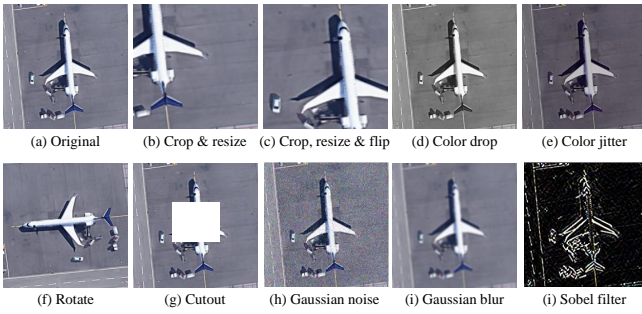 (a) Original
(b) Crop & resize
(c) Crop, resize & flip
(d) Color drop
(e) Color jitter
(f) Rotate
(g) Cutout
(h) Gaussian noise
(i) Gaussian blur
(i) Sobel filter